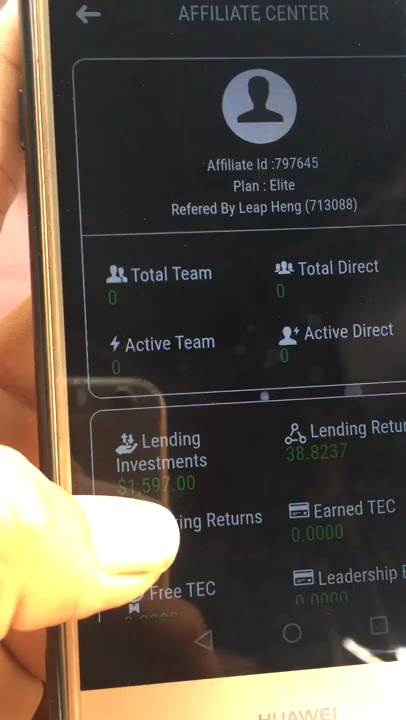 AFFILIATE CENTER
Affiliate Id :797645
Plan : Elite
Refered By Leap Heng (713088)
Total Team
0
Total Direct
0
Active Team
0
Active Direct
0
Lending
Investments
$1,597.00
Lending Retur
38.8237
king Returns
Earned TEC
0.0000
Free TEC
Leadership
0.0000
HUAWEI